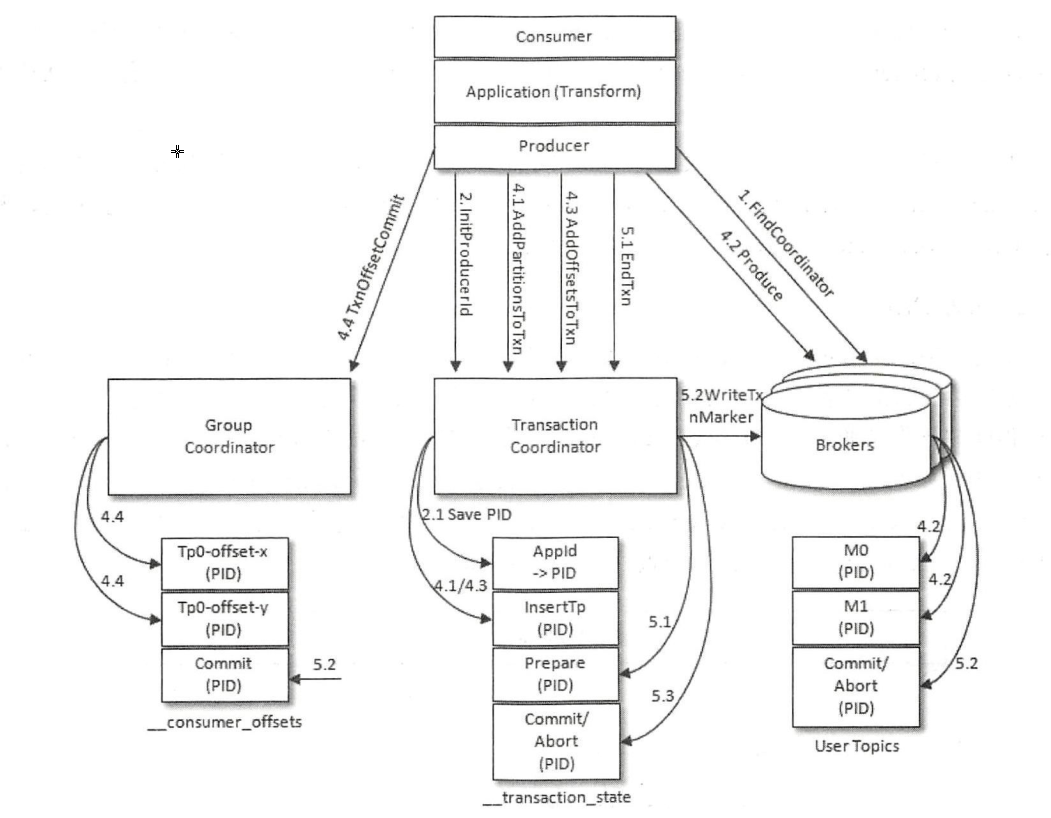 Consumer
Application (Transform)
Producer
4.4 TxnOffsetCommit
2. InitProducerId
4.1 AddPartitionsToTxn
4.3 AddOffsetsToTxn
5.1 EndTxn
4.2 Produce
1. FindCoordinator
Group
Coordinator
Transaction
Coordinator
5.2WriteTx
nMarker
Brokers
4.4
4.4
Tp0-offset-x
(PID)
Tp0-offset-y
(PID)
Commit
(PID)
5.2
__consumer_offsets
2.1 Save PID
4.1/4.3
AppId
-> PID
InsertTp
(PID)
Prepare
(PID)
Commit/
Abort
(PID)
5.1
5.3
__transaction_state
4.2
4.2
5.2
M0
(PID)
M1
(PID)
Commit/
Abort
(PID)
User Topics